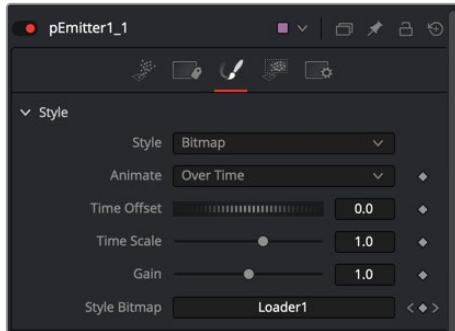 pEmitter1_1
Style
Style Bitmap
Animate Over Time
Time Offset 0.0
Time Scale 1.0
Gain 1.0
Style Bitmap Loader1